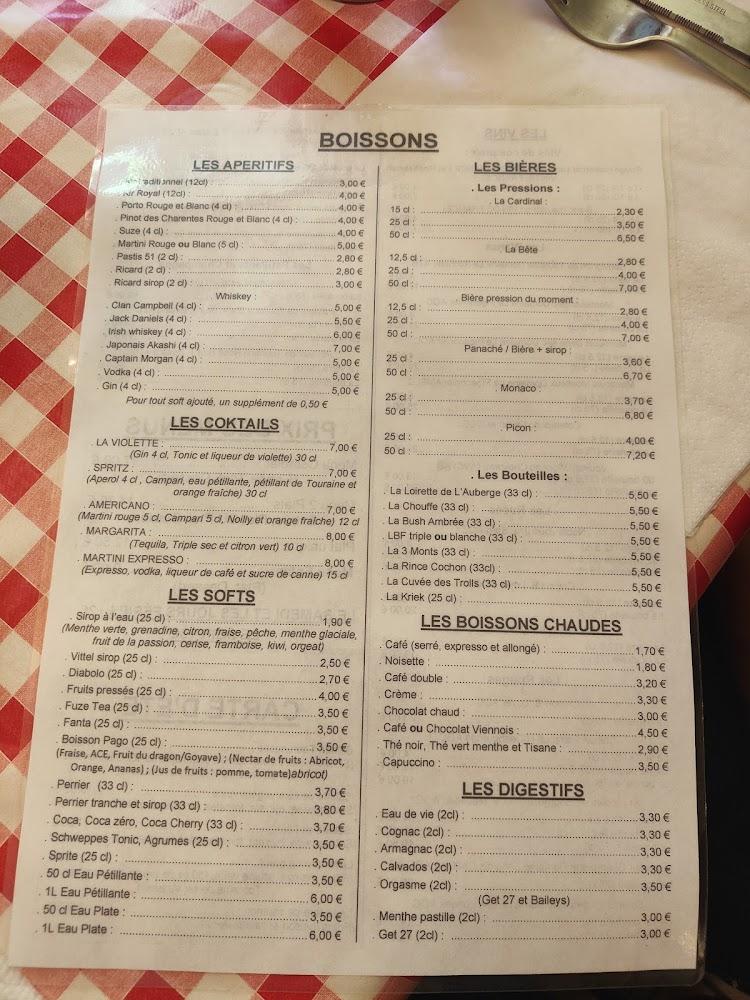 BOISSONS
LES APERITIFS
traditionnel (12cl) : 3,00 €
. Kir Royal (12cl) : 4,00 €
. Porto Rouge et Blanc (4 cl) : 4,00 €
. Pinot des Charentes Rouge et Blanc (4 cl) : 4,00 €
. Suze (4 cl) : 4,00 €
. Martini Rouge ou Blanc (5 cl) : 5,00 €
. Pastis 51 (2 cl) : 2,80 €
. Ricard (2 cl) : 2,80 €
. Ricard sirop (2 cl) : 3,00 €
Whiskey :
. Clan Campbell (4 cl) : 5,00 €
. Jack Daniels (4 cl) : 5,50 €
. Irish whiskey (4 cl) : 6,00 €
. Japonais Akashi (4 cl) : 7,00 €
. Captain Morgan (4 cl) : 5,00 €
. Vodka (4 cl) : 5,00 €
. Gin (4 cl) : 5,00 €
Pour tout soft ajouté, un supplément de 0,50 €
LES COKTAILS
. LA VIOLETTE : 7,00 €
(Gin 4 cl, Tonic et liqueur de violette) 30 cl
. SPRITZ : 7,00 €
(Aperol 4 cl , Campari, eau pétillante, pétillant de Touraine et
orange fraîche) 30 cl
. AMERICANO : 7,00 €
(Martini rouge 5 cl, Campari 5 cl, Noilly et orange fraîche) 12 cl
. MARGARITA : 8,00 €
(Tequila, Triple sec et citron vert) 10 cl
. MARTINI EXPRESSO : 8,00 €
(Expresso, vodka, liqueur de café et sucre de canne) 15 cl
LES SOFTS
. Sirop à l'eau (25 cl) : 1,90 €
(Menthe verte, grenadine, citron, fraise, pêche, menthe glaciale,
fruit de la passion, cerise, framboise, kiwi, orgeat)
. Vittel sirop (25 cl) : 2,50 €
. Diabolo (25 cl) : 2,70 €
. Fruits pressés (25 cl) : 4,00 €
. Fuze Tea (25 cl) : 3,50 €
. Fanta (25 cl) : 3,50 €
. Boisson Pago (25 cl) : 3,50 €
(Fraise, ACE, Fruit du dragon/Goyave) ; (Nectar de fruits : Abricot,
Orange, Ananas) ; (Jus de fruits : pomme, tomate)abricot)
. Perrier (33 cl) : 3,70 €
. Perrier tranche et sirop (33 cl) : 3,80 €
. Coca, Coca zéro, Coca Cherry (33 cl) : 3,70 €
. Schweppes Tonic, Agrumes (25 cl) : 3,50 €
. Sprite (25 cl) : 3,50 €
. 50 cl Eau Pétillante : 3,50 €
. 1L Eau Pétillante : 6,00 €
. 50 cl Eau Plate : 3,50 €
. 1L Eau Plate : 6,00 €
LES BIÈRES
. Les Pressions :
. La Cardinal :
15 cl : 2,30 €
25 cl : 3,50 €
50 cl : 6,50 €
La Bête
12,5 cl : 2,80 €
25 cl : 4,00 €
50 cl : 7,00 €
Bière pression du moment :
12,5 cl : 2,80 €
25 cl : 4,00 €
50 cl : 7,00 €
Panaché / Bière + sirop :
25 cl : 3,60 €
50 cl : 6,70 €
. Monaco :
25 cl : 3,70 €
50 cl : 6,80 €
. Picon :
25 cl : 4,00 €
50 cl : 7,20 €
. Les Bouteilles :
. La Loirette de L'Auberge (33 cl) : 5,50 €
. La Chouffe (33 cl) : 5,50 €
. La Bush Ambrée (33 cl) : 5,50 €
. LBF triple ou blanche (33 cl) : 5,50 €
. La 3 Monts (33 cl) : 5,50 €
. La Rince Cochon (33cl) : 5,50 €
. La Cuvée des Trolls (33 cl) : 5,50 €
. La Kriek (25 cl) : 3,50 €
LES BOISSONS CHAUDES
. Café (serré, expresso et allongé) : 1,70 €
. Noisette : 1,80 €
. Café double : 3,20 €
. Crème : 3,30 €
. Chocolat chaud : 3,00 €
. Café ou Chocolat Viennois : 4,50 €
. Thé noir, Thé vert menthe et Tisane : 2,90 €
. Capuccino : 3,50 €
LES DIGESTIFS
. Eau de vie (2cl) : 3,30 €
. Cognac (2cl) : 3,30 €
. Armagnac (2cl) : 3,30 €
. Calvados (2cl) : 3,30 €
. Orgasme (2cl) : 3,50 €
(Get 27 et Baileys)
. Menthe pastille (2cl) : 3,00 €
. Get 27 (2cl) : 3,00 €